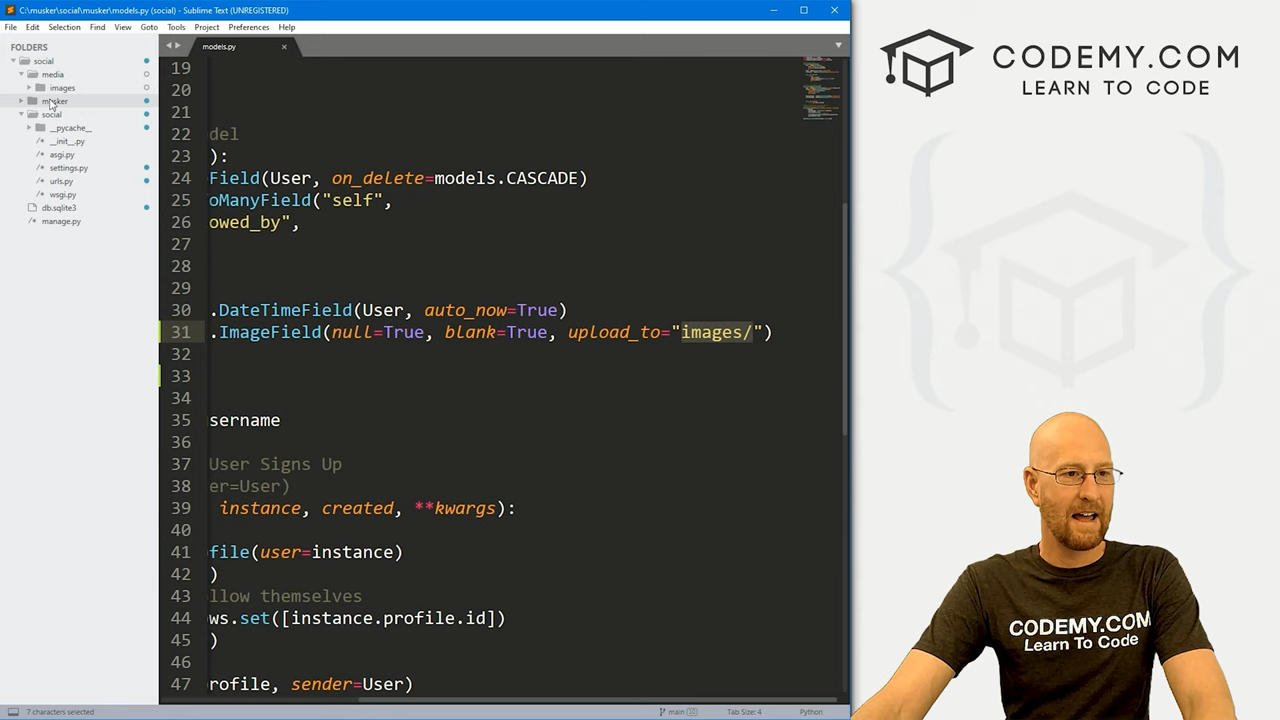 C:\musker\social\musker\models.py (social) - Sublime Text (UNREGISTERED)
File Edit Selection Find View Goto Tools Project Preferences Help
FOLDERS
social
media
images
musker
social
__pycache__
__init__.py
asgi.py
settings.py
urls.py
wsgi.py
db.sqlite3
manage.py
models.py
19
20
21
22 del
23 ):
24 Field(User, on_delete=models.CASCADE)
25 oManyField("self",
26 owed_by",
27
28
29
30 .DateTimeField(User, auto_now=True)
31 .ImageField(null=True, blank=True, upload_to="images/")
32
33
34
35 sername
36
37 User Signs Up
38 er=User)
39 instance, created, **kwargs):
40
41 file(user=instance)
42 )
43 llow themselves
44 ws.set([instance.profile.id])
45 )
46
47 rofile, sender=User)
7 characters selected
main
Tab Size: 4
Python
CODEMY.COM
LEARN TO CODE
CODEMY.COM
Learn To Code